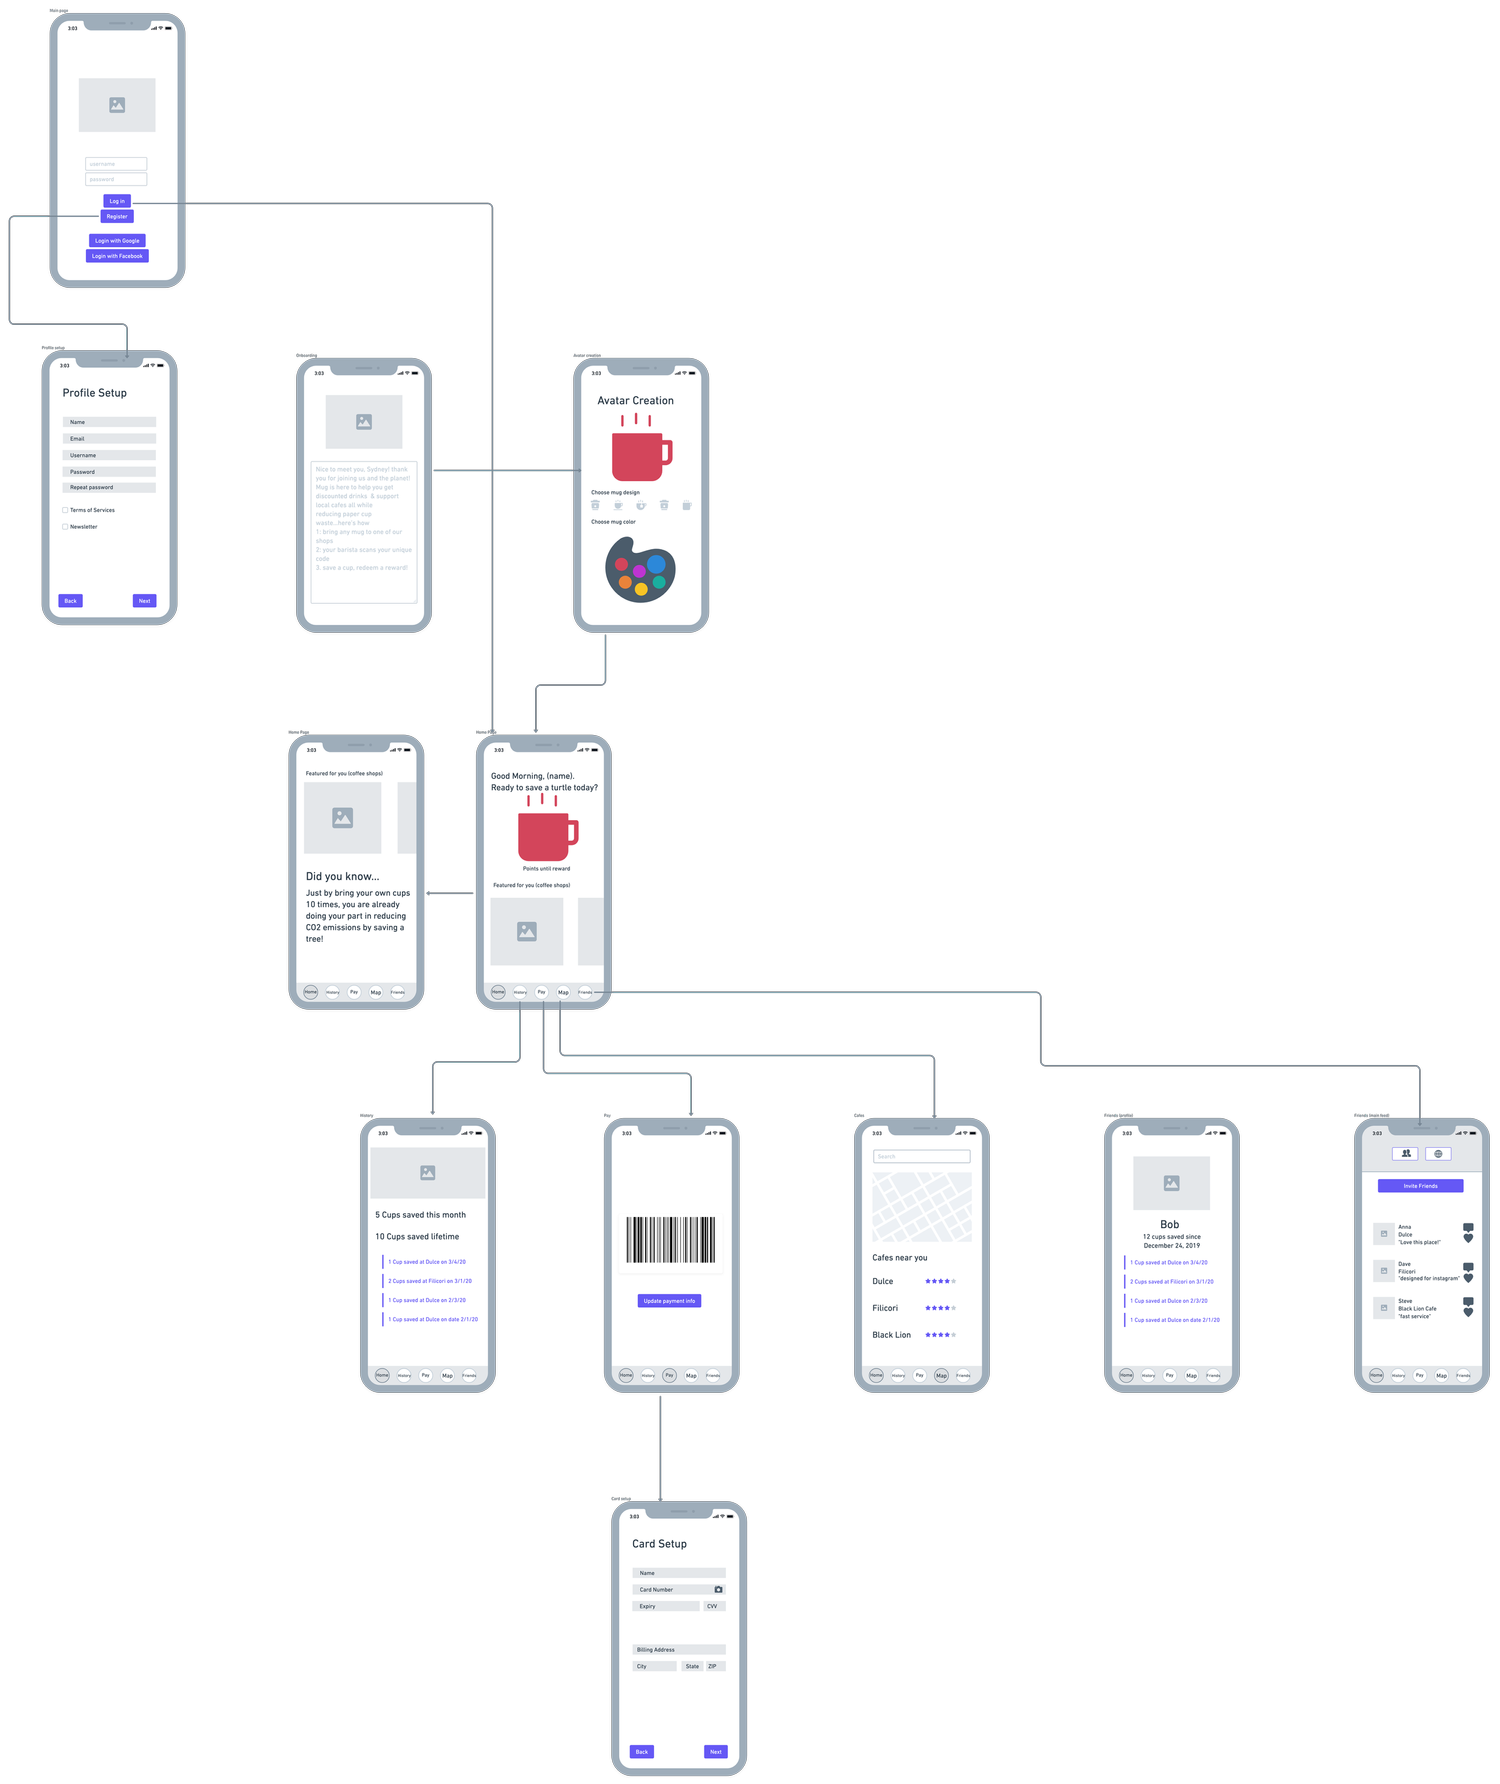 Main page
3:03
username
password
Log in
Register
Login with Google
Login with Facebook
Profile setup
3:03
Profile Setup
Name
Email
Username
Password
Repeat password
Terms of Services
Newsletter
Back
Next
Onboarding
3:03
Nice to meet you, Sydney! thank
you for joining us and the planet!
Mug is here to help you get
discounted drinks & support
local cafes all while
reducing paper cup
waste...here's how
1: bring any mug to one of our
shops
2: your barista scans your unique
code
3. save a cup, redeem a reward!
Avatar creation
3:03
Avatar Creation
Choose mug design
Choose mug color
Home Page
3:03
Featured for you (coffee shops)
Did you know...
Just by bring your own cups
10 times, you are already
doing your part in reducing
CO2 emissions by saving a
tree!
Home
History
Pay
Map
Friends
Home Page
3:03
Good Morning, (name).
Ready to save a turtle today?
Points until reward
Featured for you (coffee shops)
Home
History
Pay
Map
Friends
History
3:03
5 Cups saved this month
10 Cups saved lifetime
1 Cup saved at Dulce on 3/4/20
2 Cups saved at Filicori on 3/1/20
1 Cup saved at Dulce on 2/3/20
1 Cup saved at Dulce on date 2/1/20
Home
History
Pay
Map
Friends
Pay
3:03
Update payment info
Home
History
Pay
Map
Friends
Cafes
3:03
Search
Cafes near you
Dulce
Filicori
Black Lion
Home
History
Pay
Map
Friends
Friends (profile)
3:03
Bob
12 cups saved since
December 24, 2019
1 Cup saved at Dulce on 3/4/20
2 Cups saved at Filicori on 3/1/20
1 Cup saved at Dulce on 2/3/20
1 Cup saved at Dulce on date 2/1/20
Home
History
Pay
Map
Friends
Friends (main feed)
3:03
Invite Friends
Anna
Dulce
"Love this place!"
Dave
Filicori
"designed for instagram"
Steve
Black Lion Cafe
"fast service"
Home
History
Pay
Map
Friends
Card setup
3:03
Card Setup
Name
Card Number
Expiry
CVV
Billing Address
City
State
ZIP
Back
Next